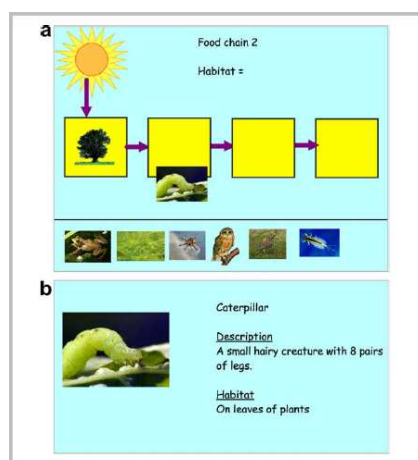 a
Food chain 2
Habitat =
b
Caterpillar
Description
A small hairy creature with 8 pairs
of legs.
Habitat
On leaves of plants